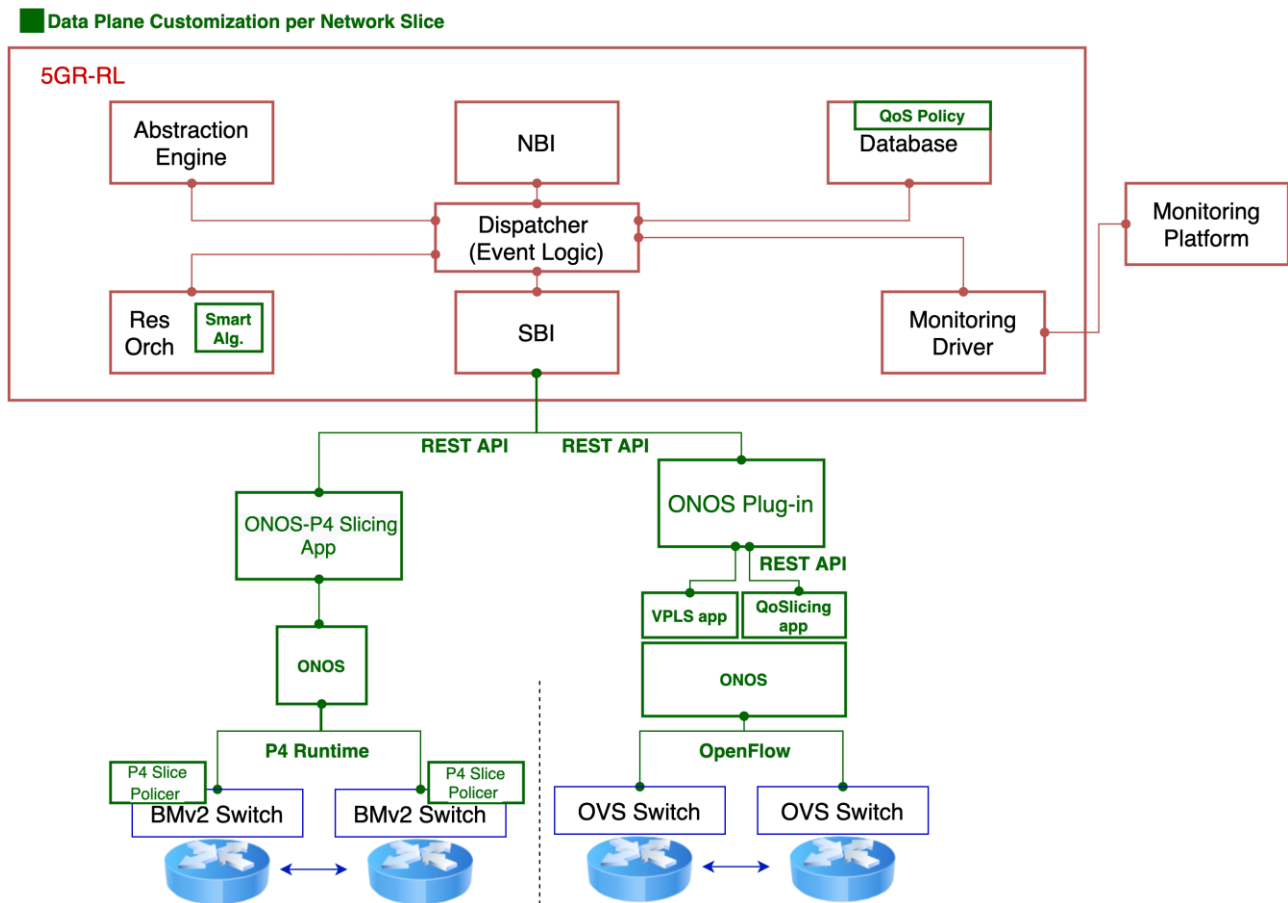 Data Plane Customization per Network Slice
5GR-RL
Abstraction
Engine
NBI
QoS Policy
Database
Dispatcher
(Event Logic)
Monitoring
Platform
Res
Orch
Smart
Alg.
SBI
Monitoring
Driver
REST API
REST API
ONOS-P4 Slicing
App
ONOS Plug-in
REST API
VPLS app
QoSlicing
app
ONOS
ONOS
P4 Runtime
OpenFlow
P4 Slice
Policer
BMv2 Switch
P4 Slice
Policer
BMv2 Switch
OVS Switch
OVS Switch